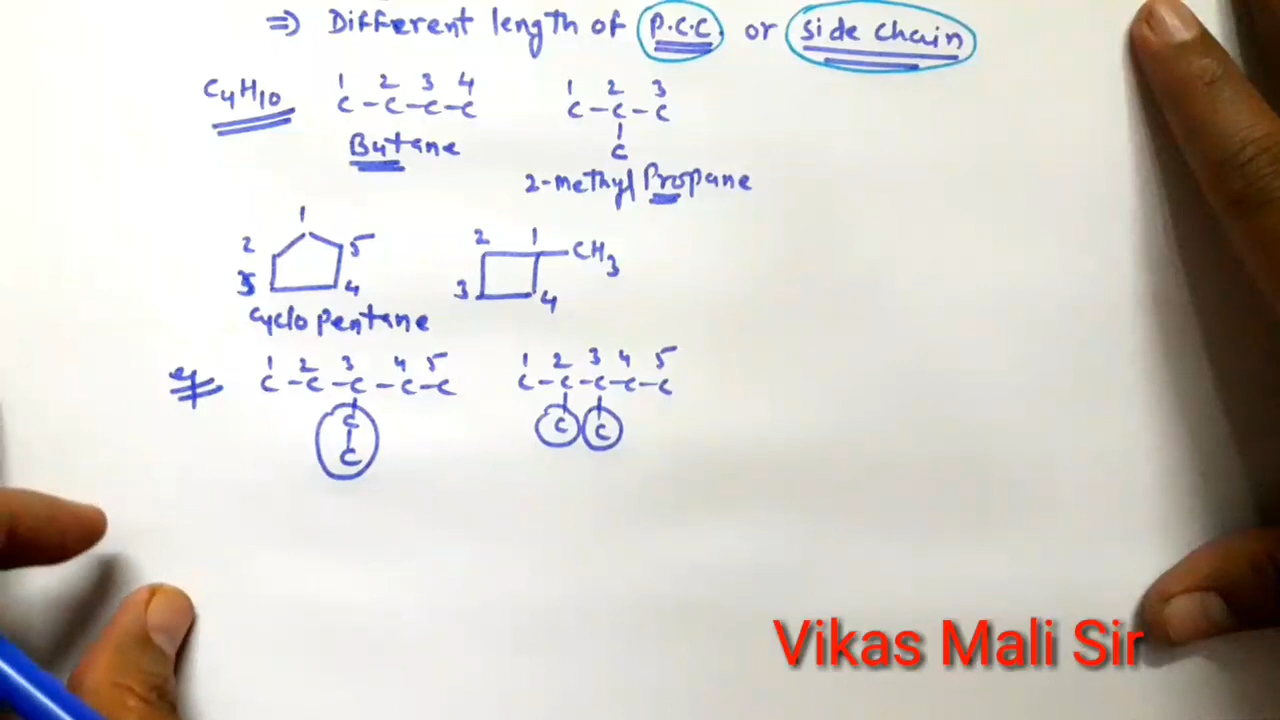 ⇒ Different length of P.C.C or side chain
C4H10 1 2 3 4 1 2 3
C-C-C-C C-C-C
Butane C
2-methyl Propane
1
2 5 2 1 CH3
3 4 3 4
Cyclo Pentane
eg 1 2 3 4 5 1 2 3 4 5
C-C-C-C-C C-C-C-C-C
C C C
C
Vikas Mali Sir